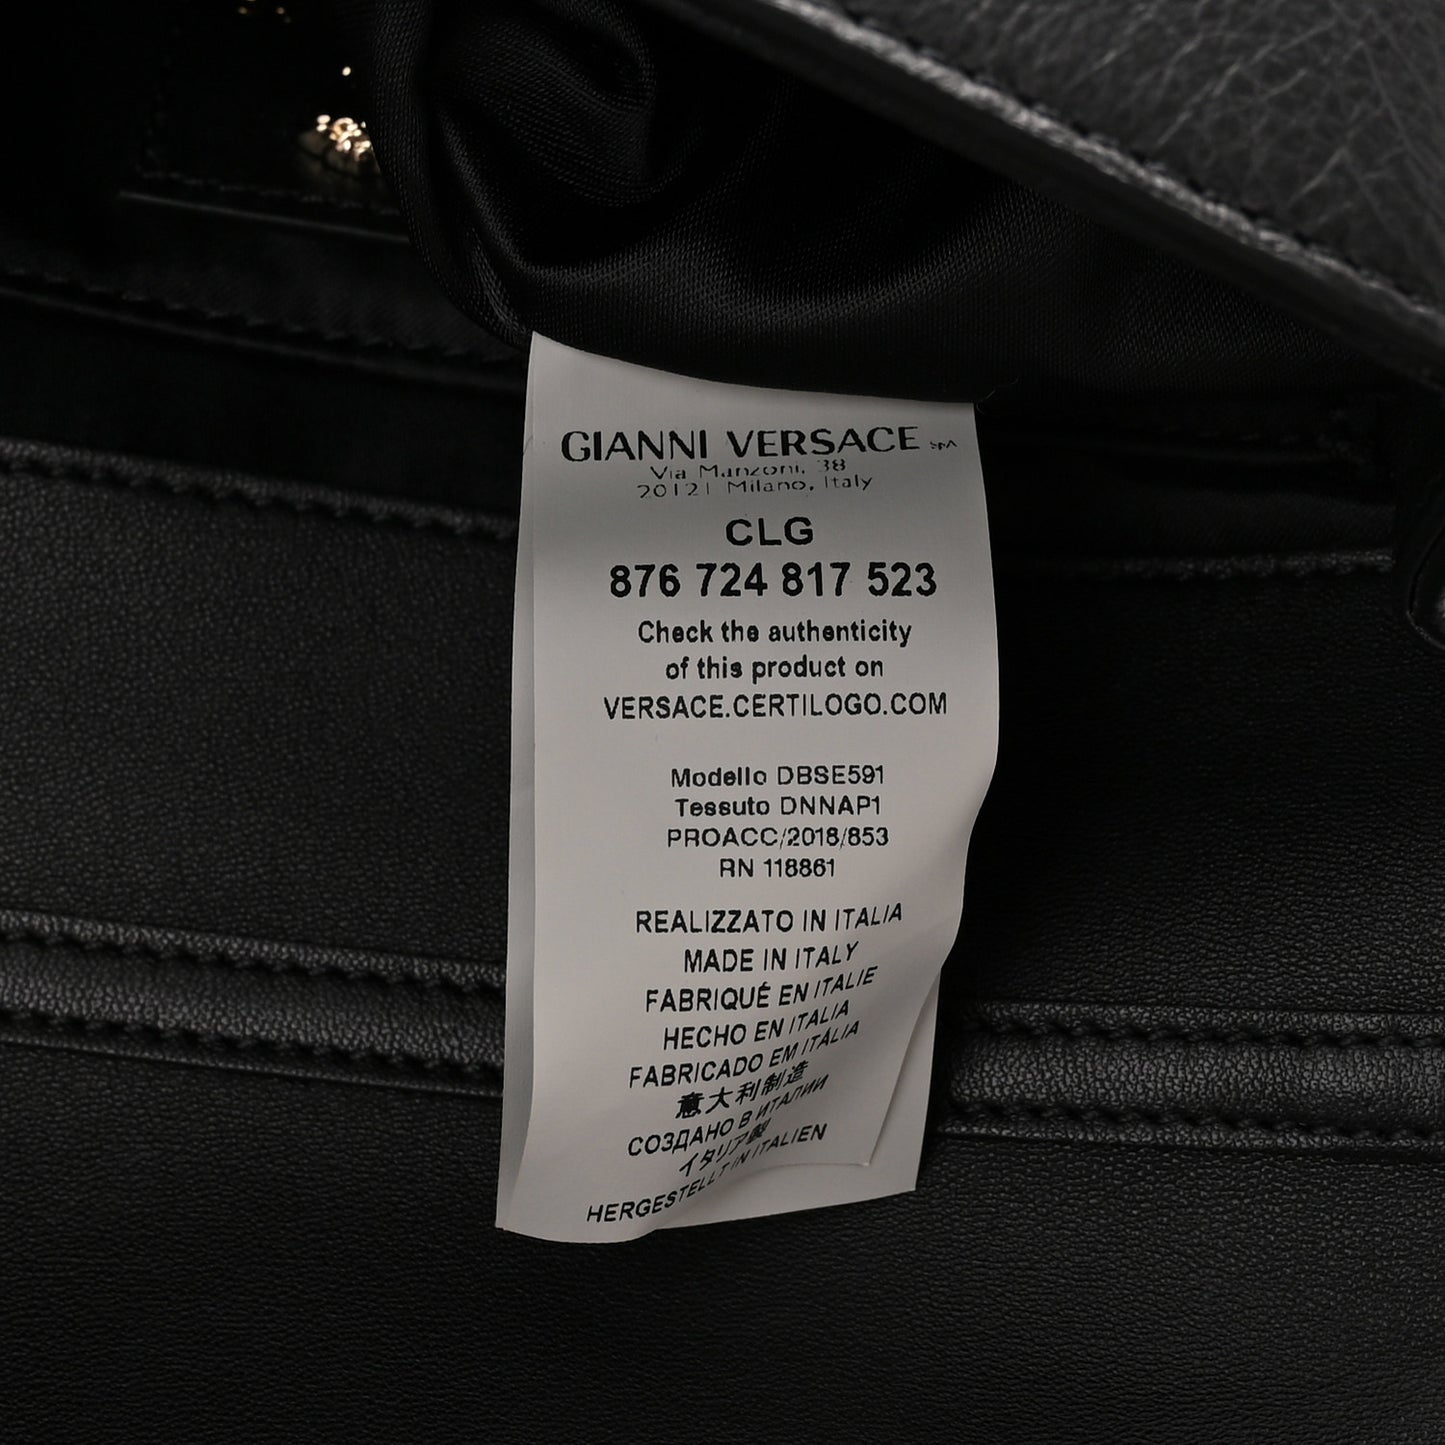 GIANNI VERSACE SPA
Via Manzoni, 38
20121 Milano, Italy
CLG
876 724 817 523
Check the authenticity
of this product on
VERSACE.CERTILOGO.COM
Modello DBSE591
Tessuto DNNAP1
PROACC/2018/853
RN 118861
REALIZZATO IN ITALIA
MADE IN ITALY
FABRIQUÉ EN ITALIE
HECHO EN ITALIA
FABRICADO EM ITÁLIA
意大利制造
СОЗДАНО В ИТАЛИИ
イタリア製
HERGESTELLT IN ITALIEN